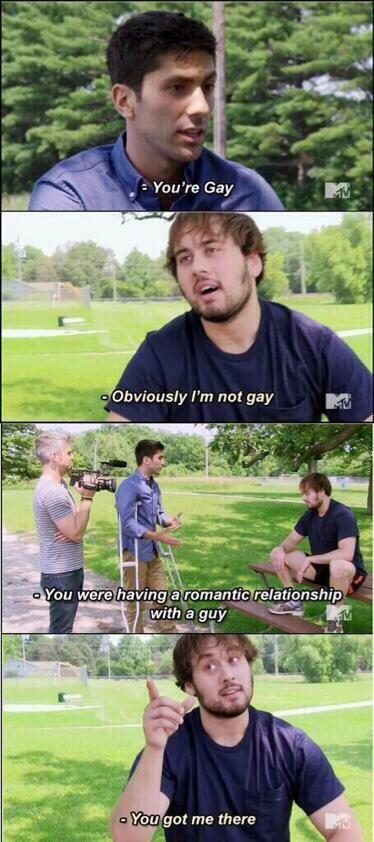 - You're Gay
MTV
- Obviously I'm not gay
MTV
- You were having a romantic relationship
with a guy
MTV
- You got me there
MTV